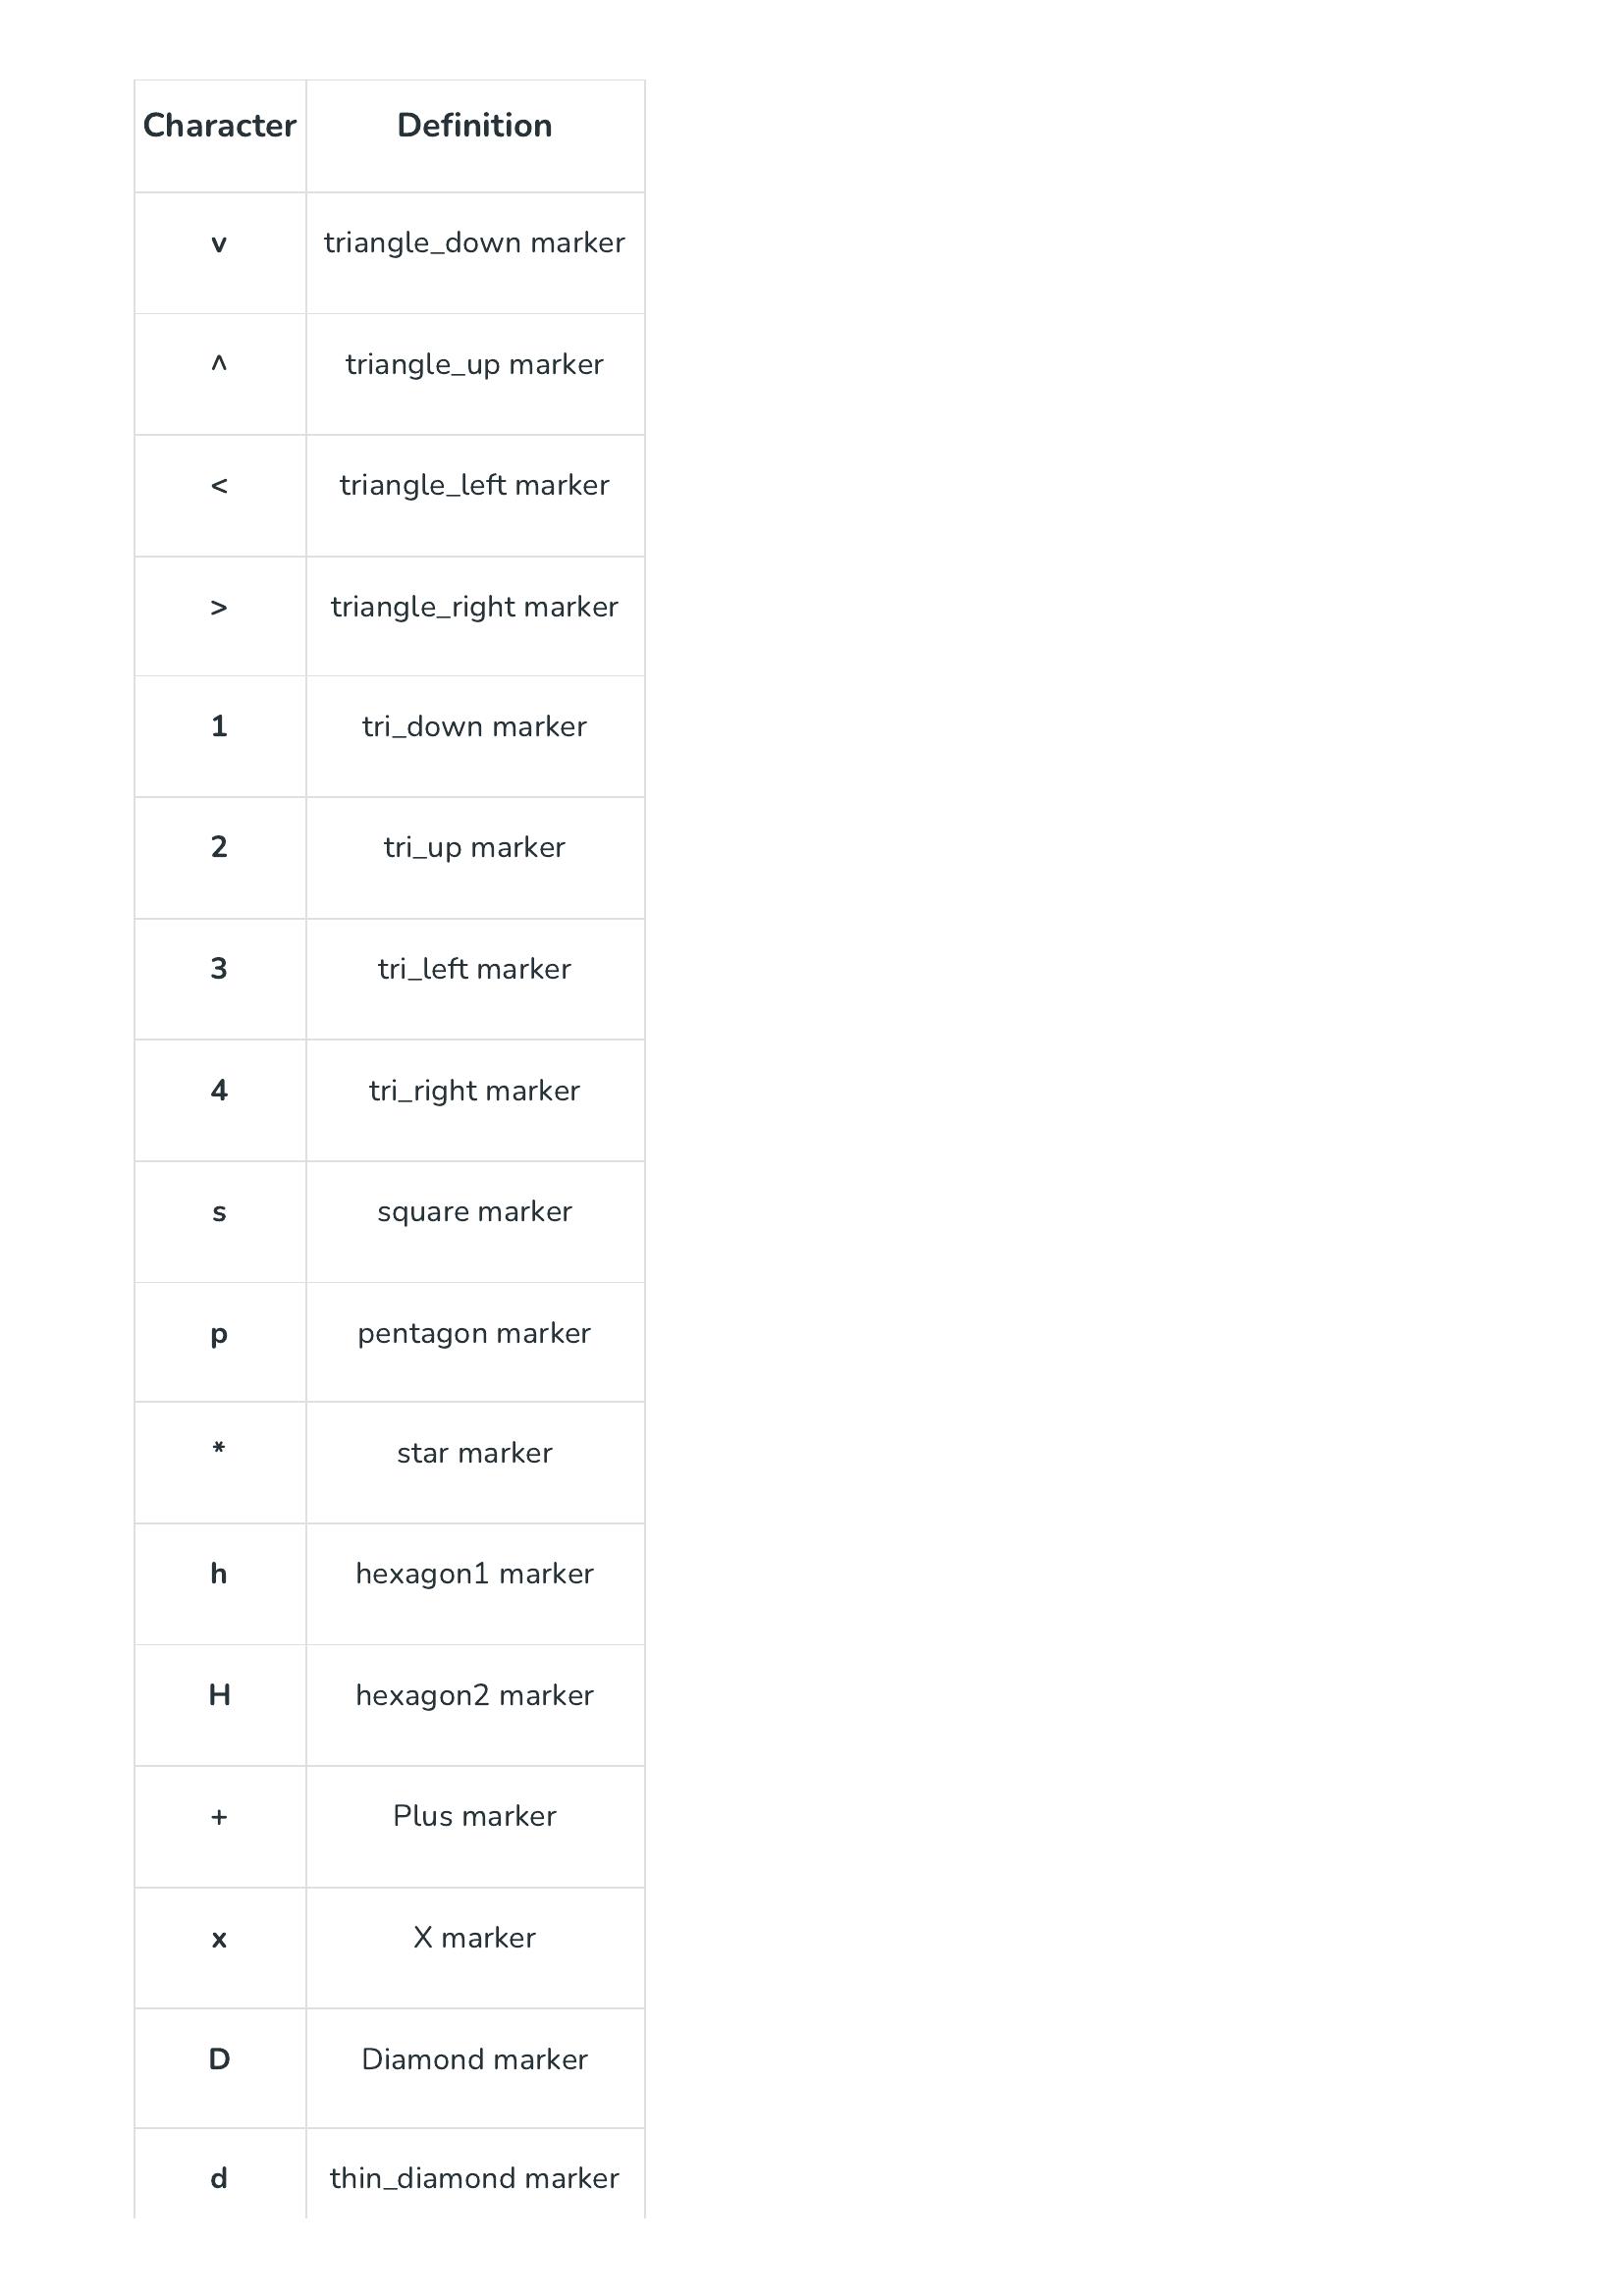 Character Definition
v triangle_down marker
^ triangle_up marker
< triangle_left marker
> triangle_right marker
1 tri_down marker
2 tri_up marker
3 tri_left marker
4 tri_right marker
s square marker
p pentagon marker
* star marker
h hexagon1 marker
H hexagon2 marker
+ Plus marker
x X marker
D Diamond marker
d thin_diamond marker